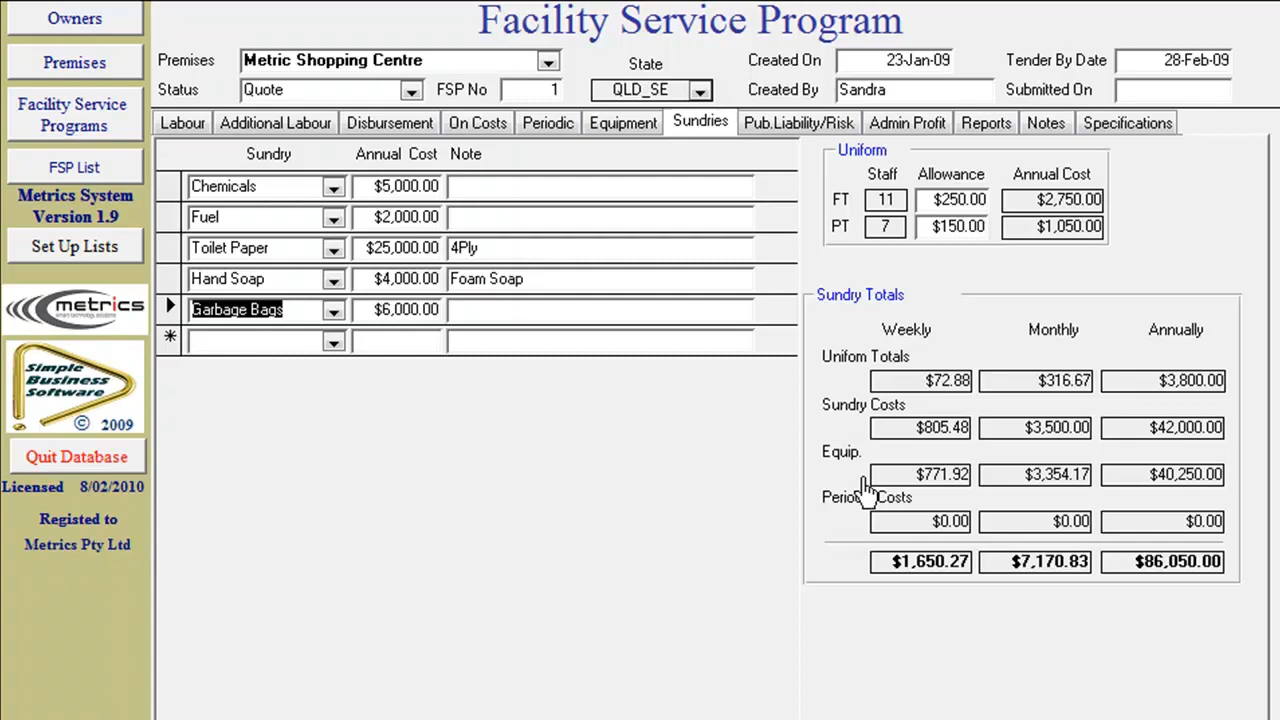 Owners
Premises
Facility Service
Programs
FSP List
Metrics System
Version 1.9
Set Up Lists
metrics
Simple
Business
Software
© 2009
Quit Database
Licensed 8/02/2010
Registed to
Metrics Pty Ltd
Facility Service Program
Premises Metric Shopping Centre State Created On 23-Jan-09 Tender By Date 28-Feb-09
Status Quote FSP No 1 QLD_SE Created By Sandra Submitted On
Labour Additional Labour Disbursement On Costs Periodic Equipment Sundries Pub.Liability/Risk Admin Profit Reports Notes Specifications
Sundry Annual Cost Note
Chemicals $5,000.00
Fuel $2,000.00
Toilet Paper $25,000.00 4Ply
Hand Soap $4,000.00 Foam Soap
Garbage Bags $6,000.00
*
Uniform
Staff Allowance Annual Cost
FT 11 $250.00 $2,750.00
PT 7 $150.00 $1,050.00
Sundry Totals
Weekly Monthly Annually
Unifom Totals
$72.88 $316.67 $3,800.00
Sundry Costs
$805.48 $3,500.00 $42,000.00
Equip.
$771.92 $3,354.17 $40,250.00
Costs
$0.00 $0.00 $0.00
$1,650.27 $7,170.83 $86,050.00